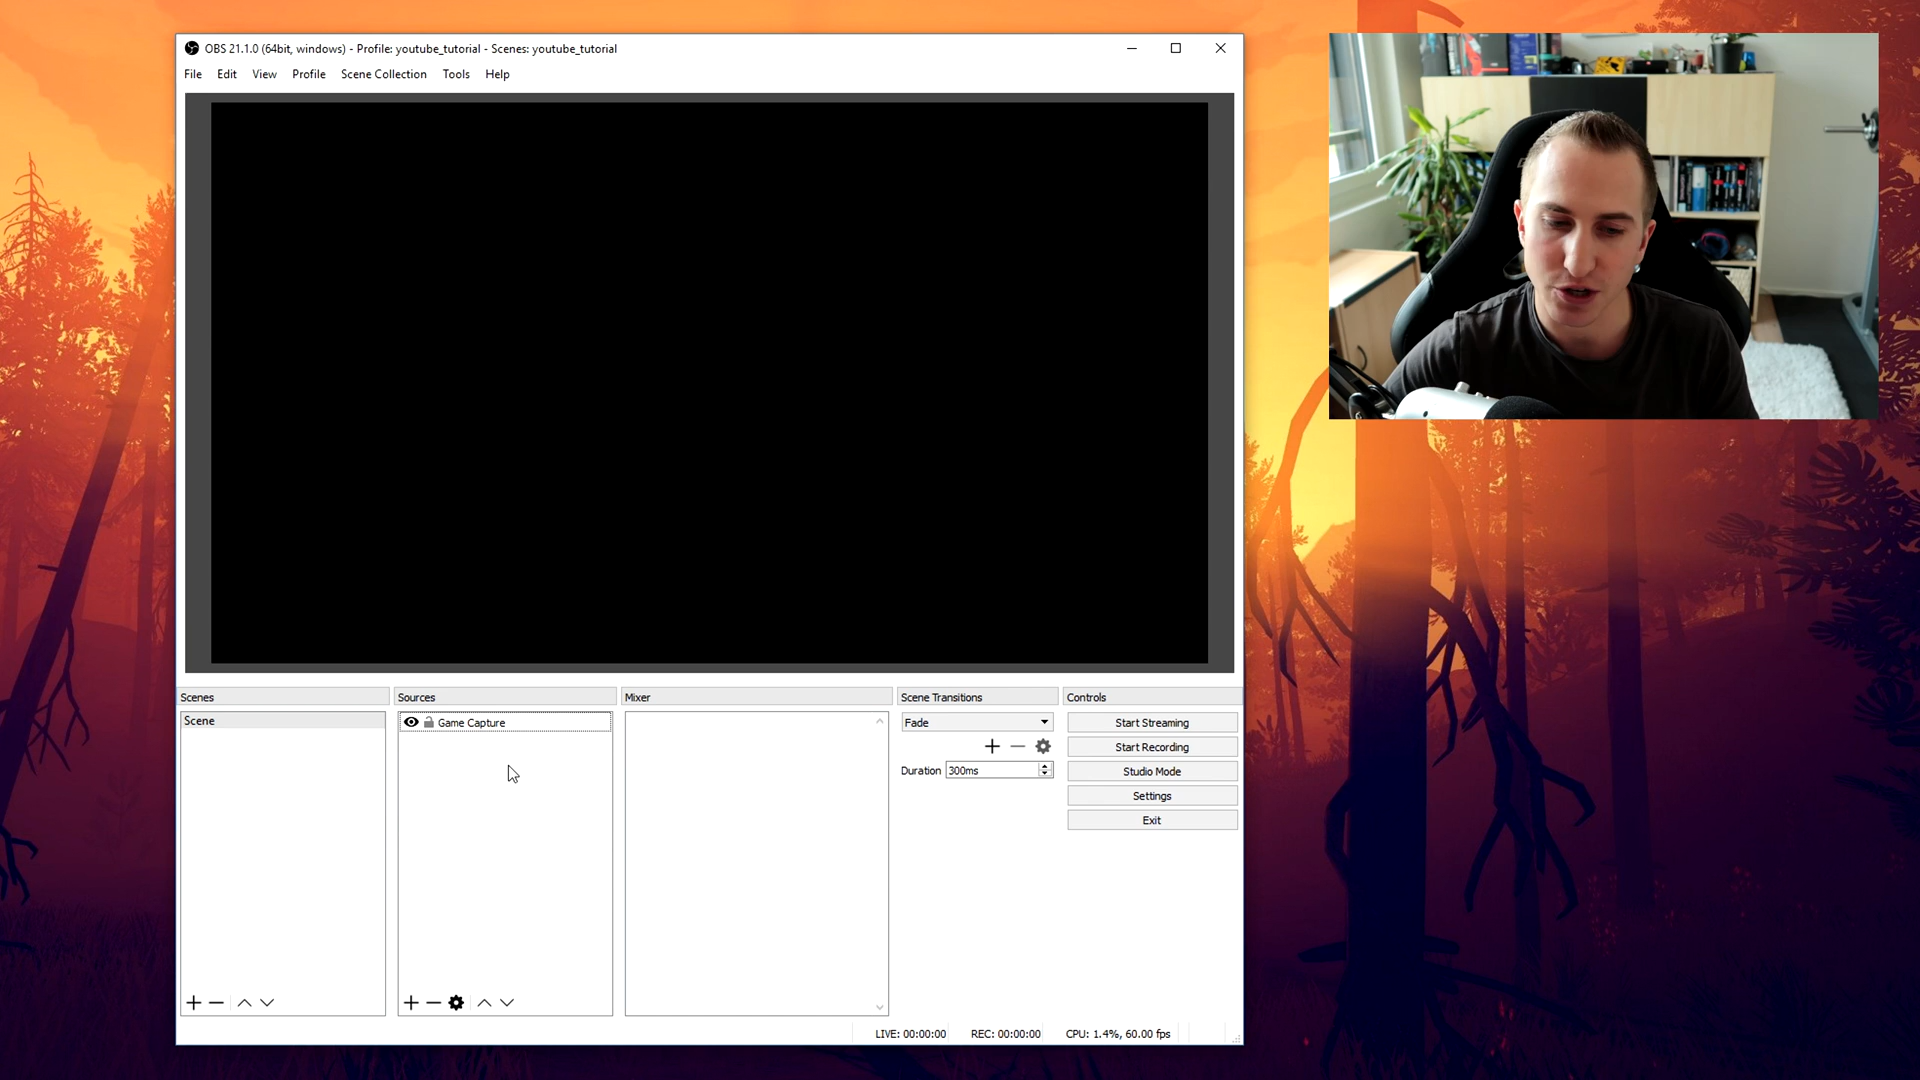 OBS 21.1.0 (64bit, windows) - Profile: youtube_tutorial - Scenes: youtube_tutorial
File Edit View Profile Scene Collection Tools Help
Scenes
Scene
Sources
Game Capture
Mixer
Scene Transitions
Fade
Duration 300ms
Controls
Start Streaming
Start Recording
Studio Mode
Settings
Exit
LIVE: 00:00:00 REC: 00:00:00 CPU: 1.4%, 60.00 fps